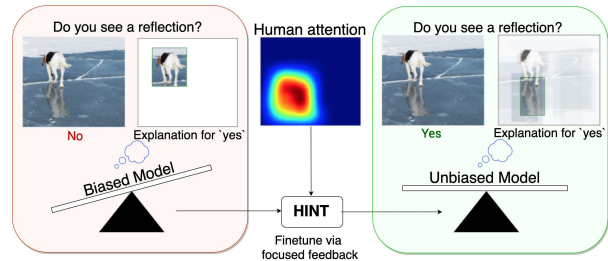 Do you see a reflection?
No
Explanation for `yes`
Biased Model
Human attention
HINT
Finetune via
focused feedback
Do you see a reflection?
Yes
Explanation for `yes`
Unbiased Model